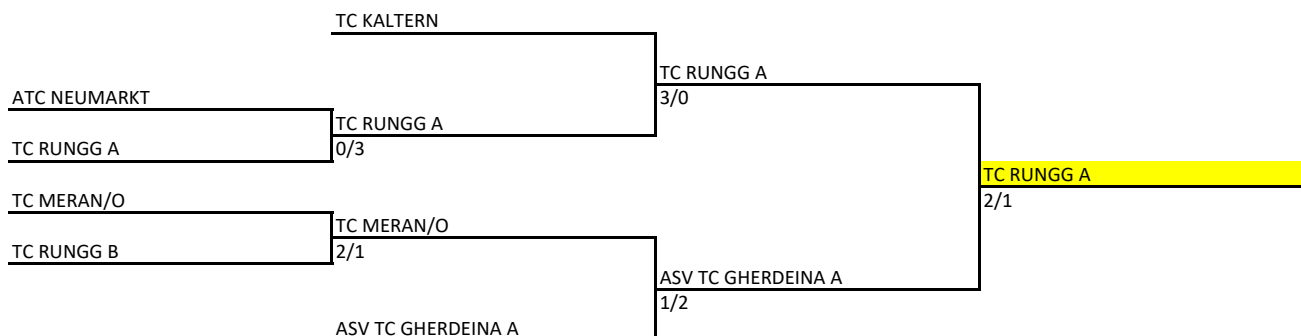 TC KALTERN
TC RUNGG A
3/0
ATC NEUMARKT
TC RUNGG A
TC RUNGG A
0/3
TC RUNGG A
2/1
TC MERAN/O
TC MERAN/O
TC RUNGG B
2/1
ASV TC GHERDEINA A
1/2
ASV TC GHERDEINA A